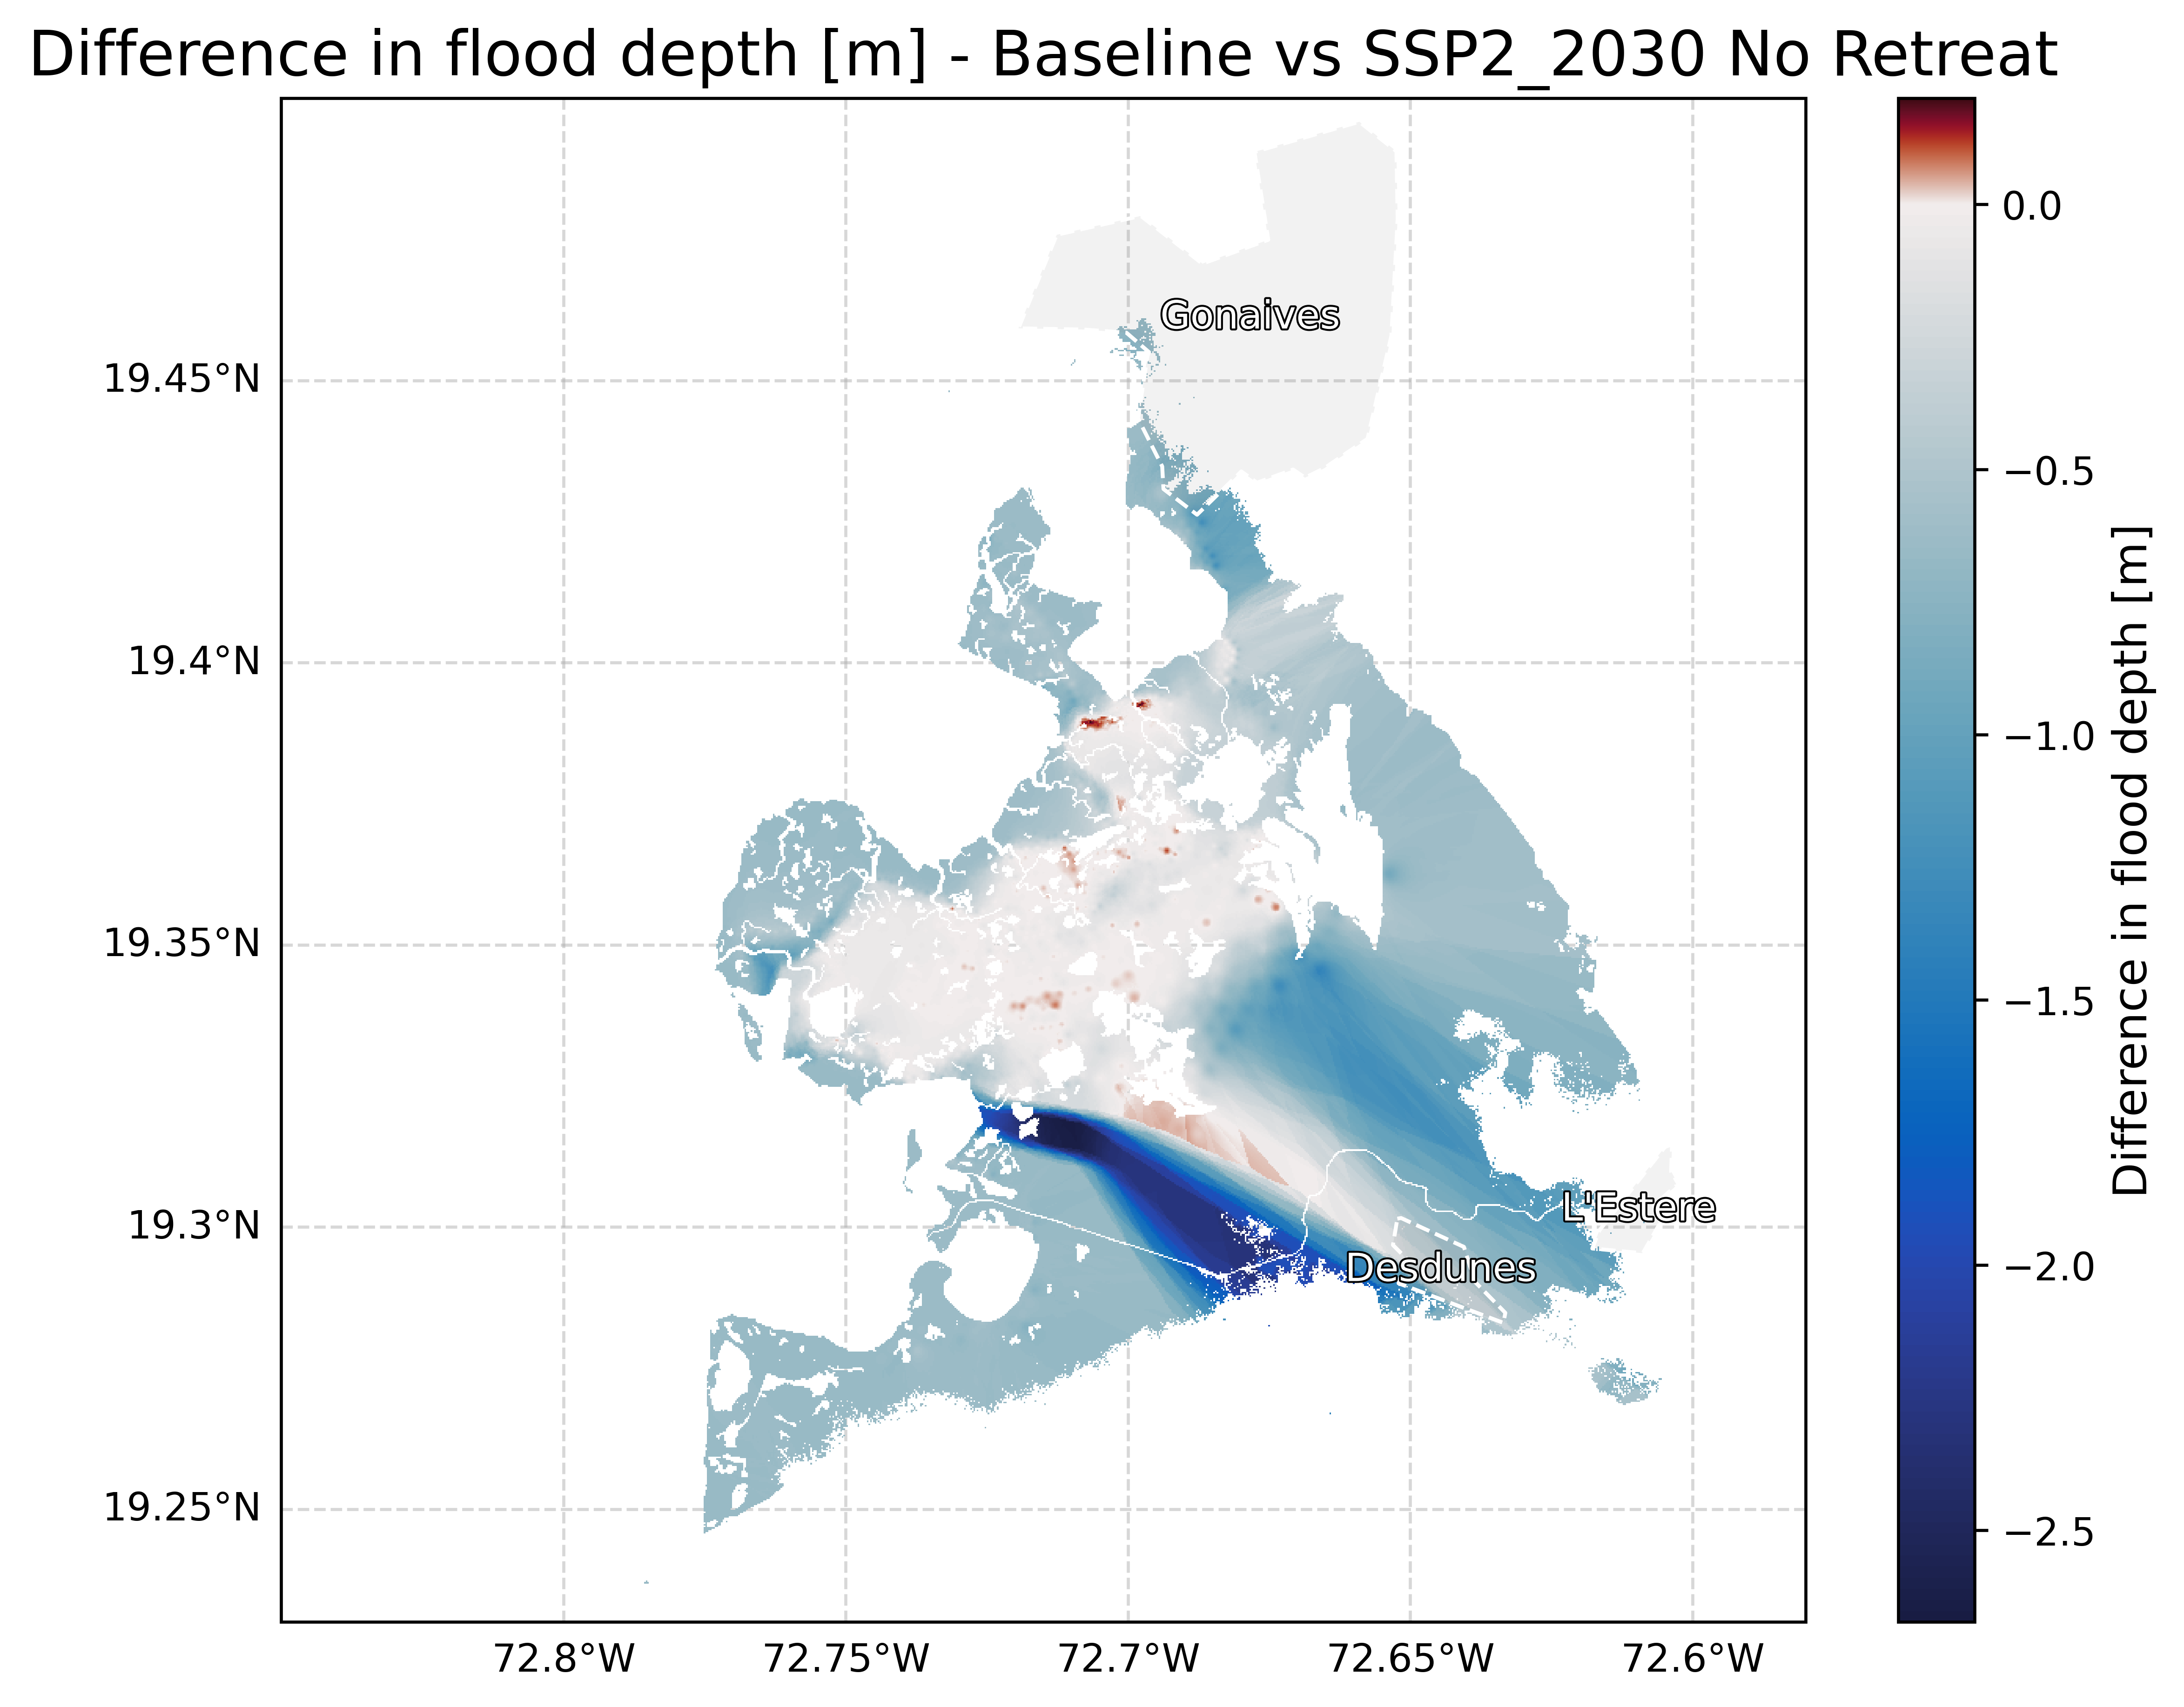 Difference in flood depth [m] - Baseline vs SSP2_2030 No Retreat
Gonaives
L'Estere
Desdunes
19.45°N
19.4°N
19.35°N
19.3°N
19.25°N
72.8°W
72.75°W
72.7°W
72.65°W
72.6°W
0.0
−0.5
−1.0
−1.5
−2.0
−2.5
Difference in flood depth [m]